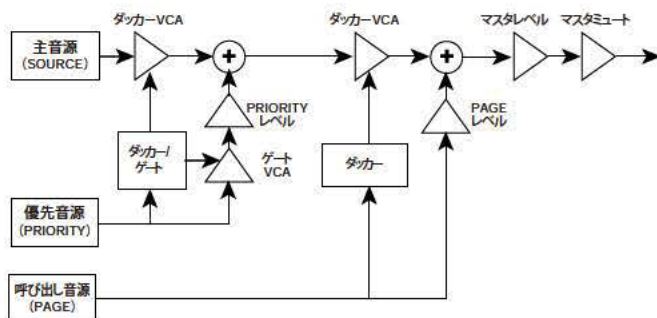 ダッカーVCA
ダッカーVCA
マスタレベル
マスタミュート
主音源
(SOURCE)
+
+
PRIORITY
レベル
PAGE
レベル
ダッカー/
ゲート
ゲート
VCA
ダッカー
優先音源
(PRIORITY)
呼び出し音源
(PAGE)